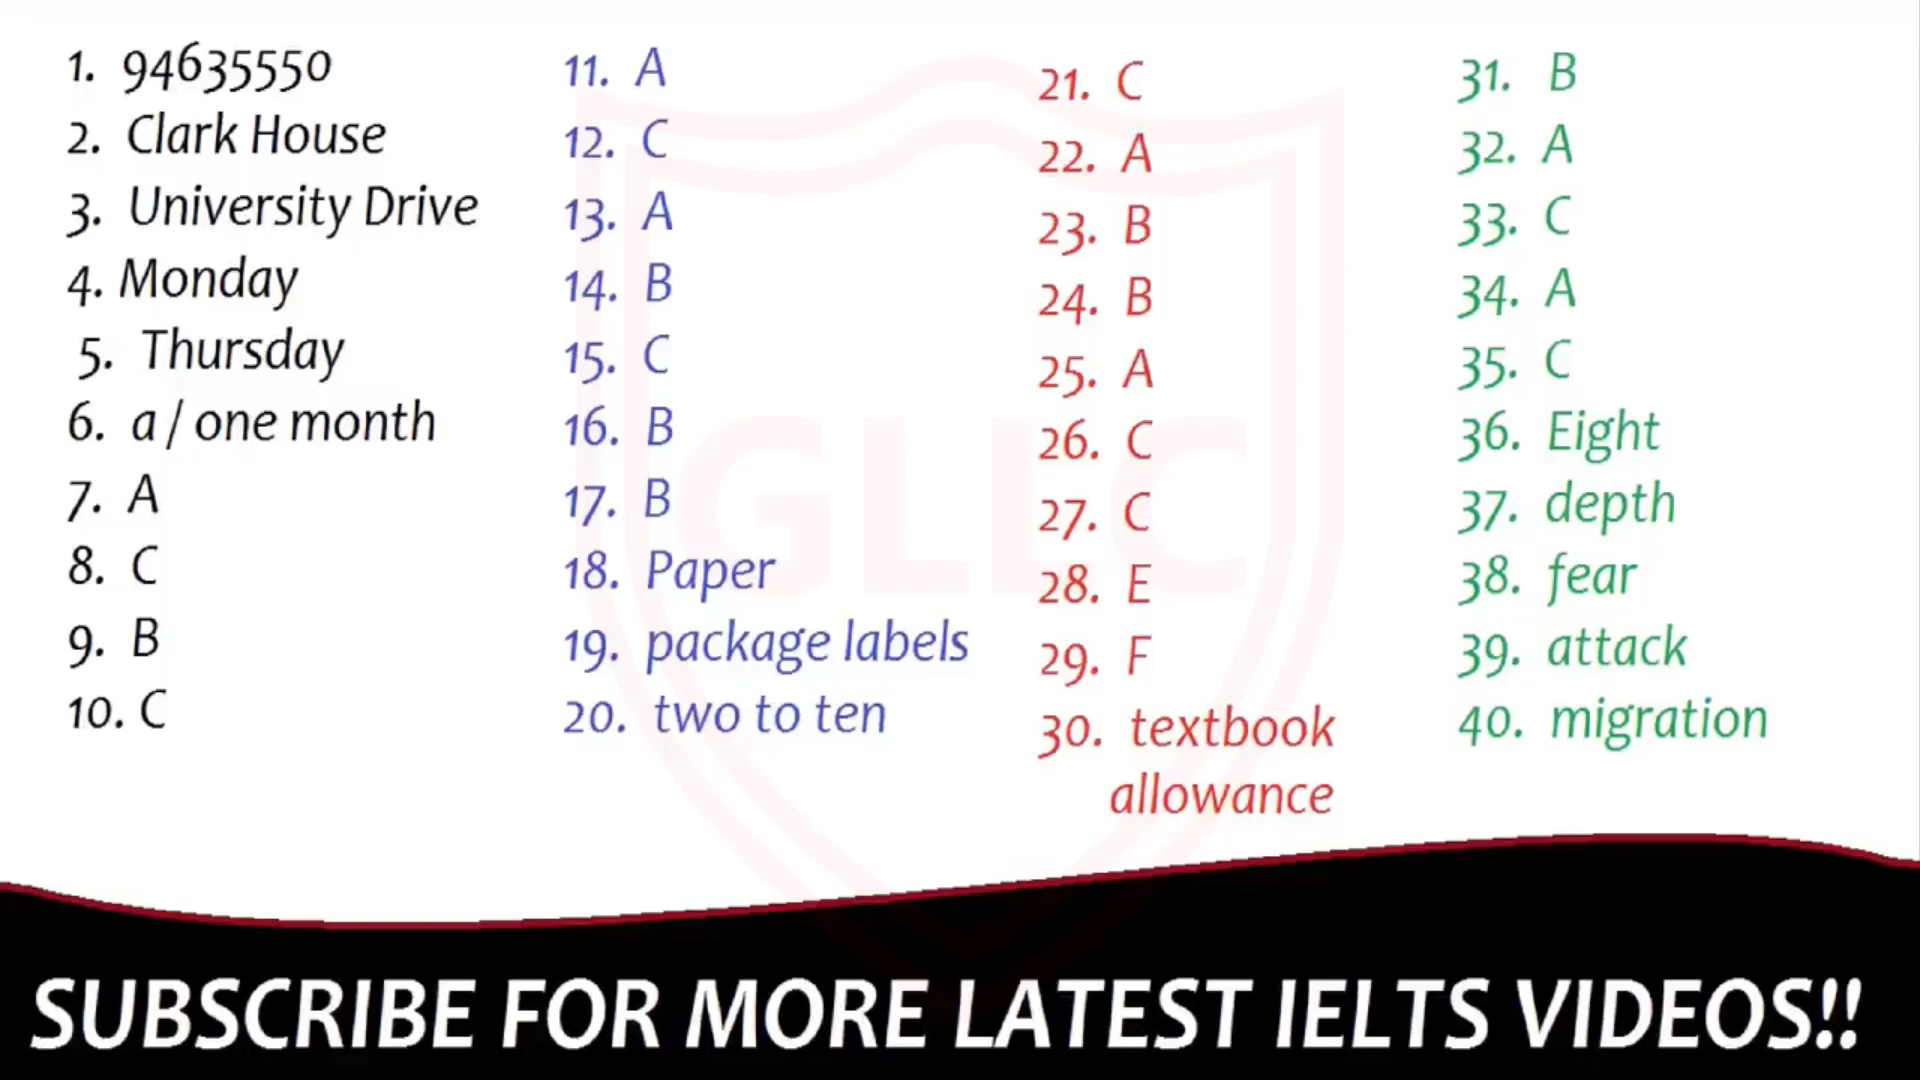 1. 94635550
2. Clark House
3. University Drive
4. Monday
5. Thursday
6. a / one month
7. A
8. C
9. B
10. C
11. A
12. C
13. A
14. B
15. C
16. B
17. B
18. Paper
19. package labels
20. two to ten
21. C
22. A
23. B
24. B
25. A
26. C
27. C
28. E
29. F
30. textbook
allowance
31. B
32. A
33. C
34. A
35. C
36. Eight
37. depth
38. fear
39. attack
40. migration
GLLC
SUBSCRIBE FOR MORE LATEST IELTS VIDEOS!!